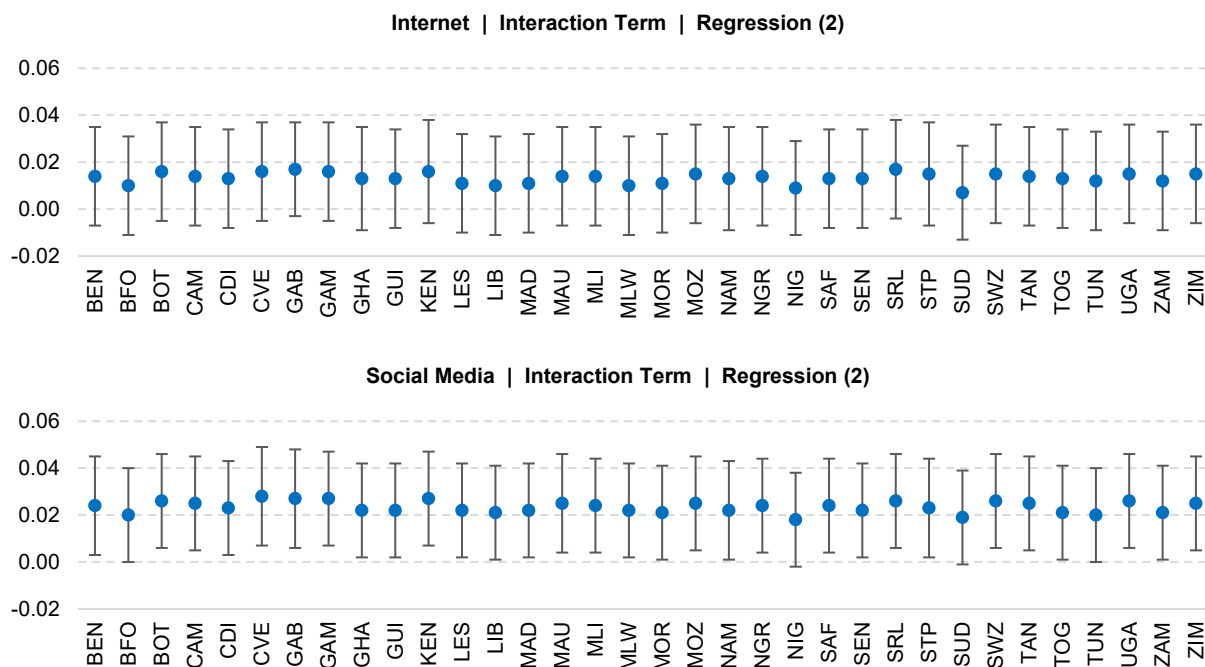 Internet | Interaction Term | Regression (2)
0.06
0.04
0.02
0.00
-0.02
BEN BFO BOT CAM CDI CVE GAB GAM GHA GUI KEN LES LIB MAD MAU MLI MLW MOR MOZ NAM NGR NIG SAF SEN SRL STP SUD SWZ TAN TOG TUN UGA ZAM ZIM
Social Media | Interaction Term | Regression (2)
0.06
0.04
0.02
0.00
-0.02
BEN BFO BOT CAM CDI CVE GAB GAM GHA GUI KEN LES LIB MAD MAU MLI MLW MOR MOZ NAM NGR NIG SAF SEN SRL STP SUD SWZ TAN TOG TUN UGA ZAM ZIM